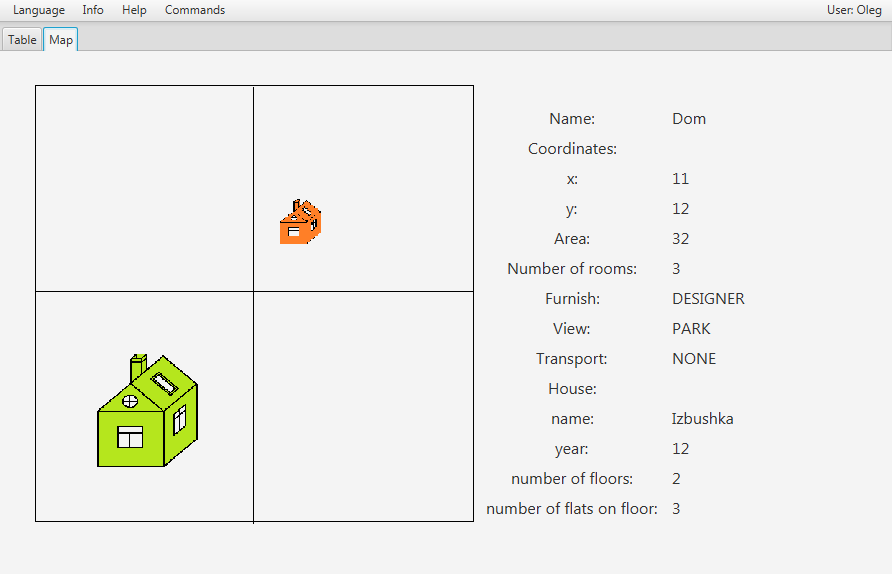 Language Info Help Commands User: Oleg
Table Map
Name: Dom
Coordinates:
x: 11
y: 12
Area: 32
Number of rooms: 3
Furnish: DESIGNER
View: PARK
Transport: NONE
House:
name: Izbushka
year: 12
number of floors: 2
number of flats on floor: 3